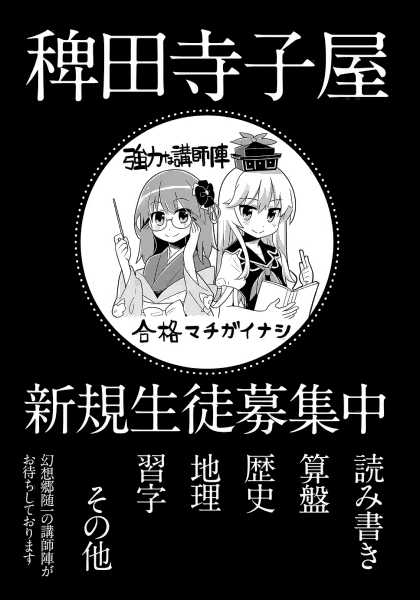 稗田寺子屋
強力な講師陣
合格マチガイナシ
新規生徒募集中
読み書き
算盤
歴史
地理
習字
その他
幻想郷随一の講師陣が
お待ちしております